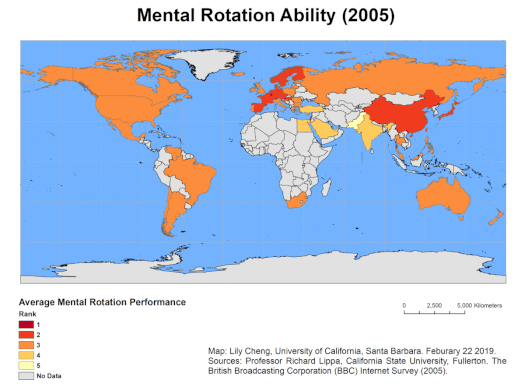 Mental Rotation Ability (2005)
Average Mental Rotation Performance
Rank
1
2
3
4
5
No Data
0 2,500 5,000 Kilometers
Map: Lily Cheng, University of California, Santa Barbara. Feburary 22 2019.
Sources: Professor Richard Lippa, California State University, Fullerton. The
British Broadcasting Corporation (BBC) Internet Survey (2005).